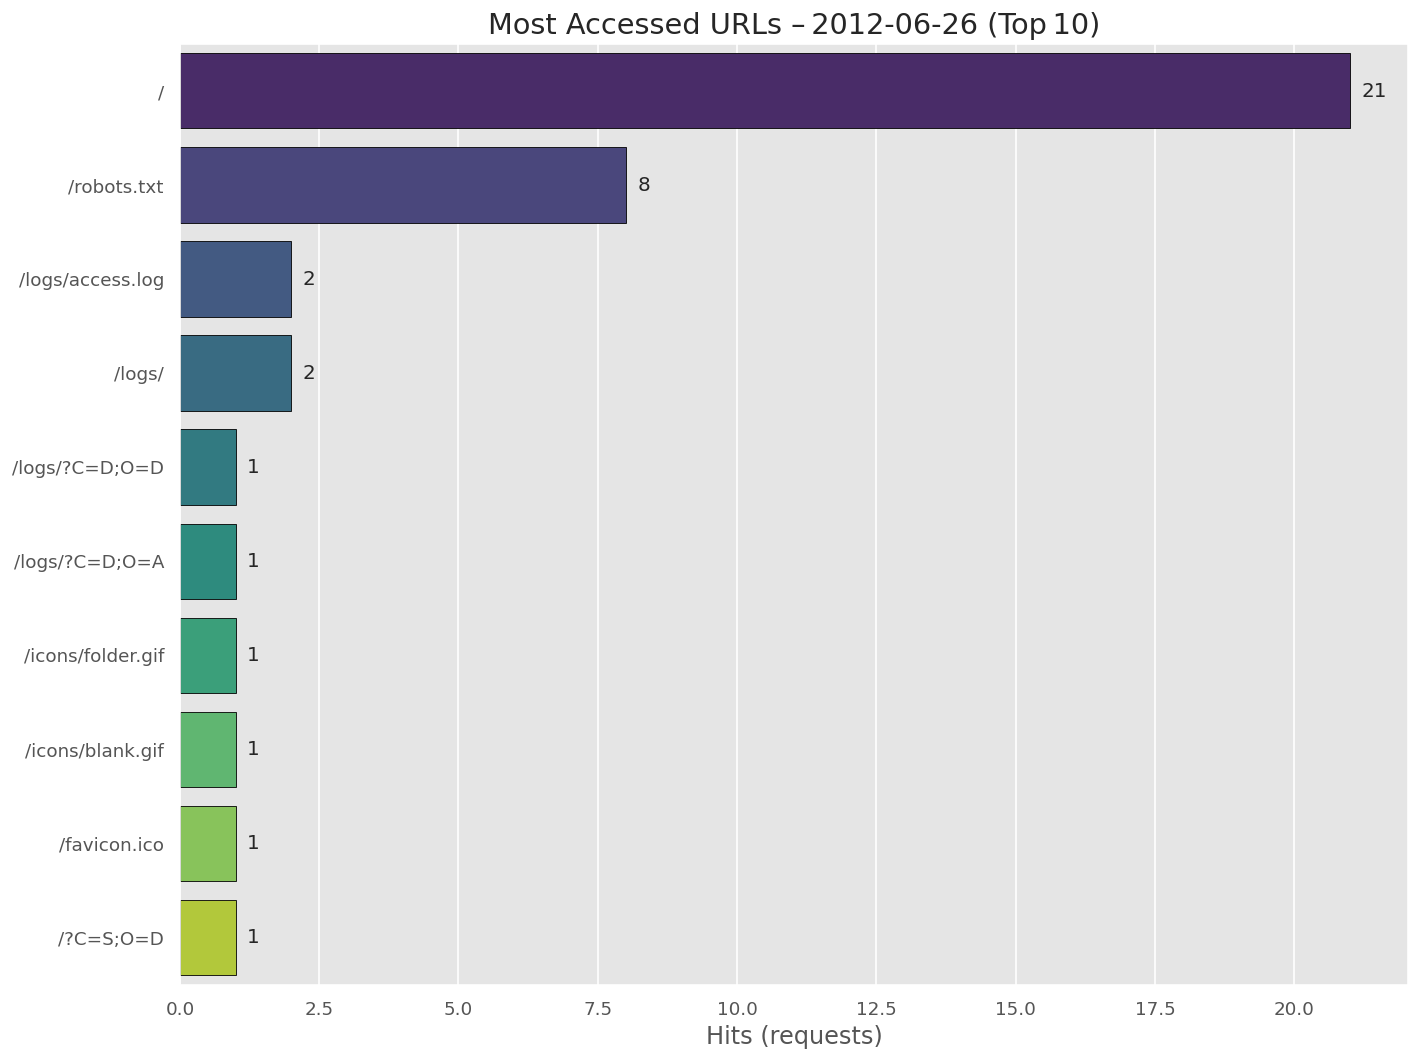 Most Accessed URLs – 2012-06-26 (Top 10)
/ 21
/robots.txt 8
/logs/access.log 2
/logs/ 2
/logs/?C=D;O=D 1
/logs/?C=D;O=A 1
/icons/folder.gif 1
/icons/blank.gif 1
/favicon.ico 1
/?C=S;O=D 1
0.0 2.5 5.0 7.5 10.0 12.5 15.0 17.5 20.0
Hits (requests)